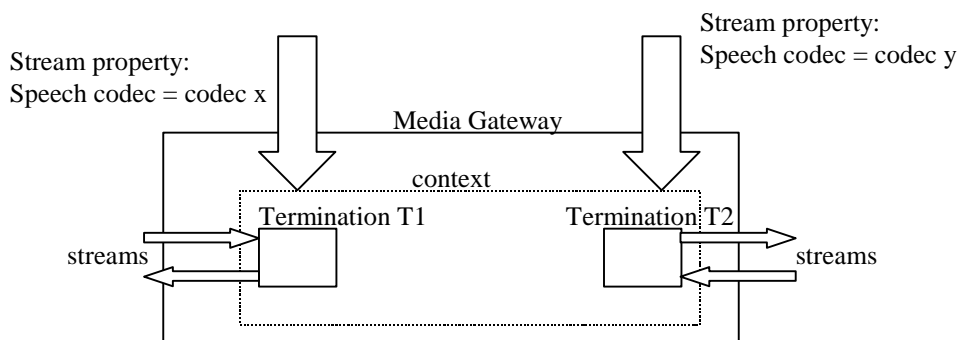 Stream property:
Speech codec = codec x
Stream property:
Speech codec = codec y
Media Gateway
context
Termination T1
Termination T2
streams
streams